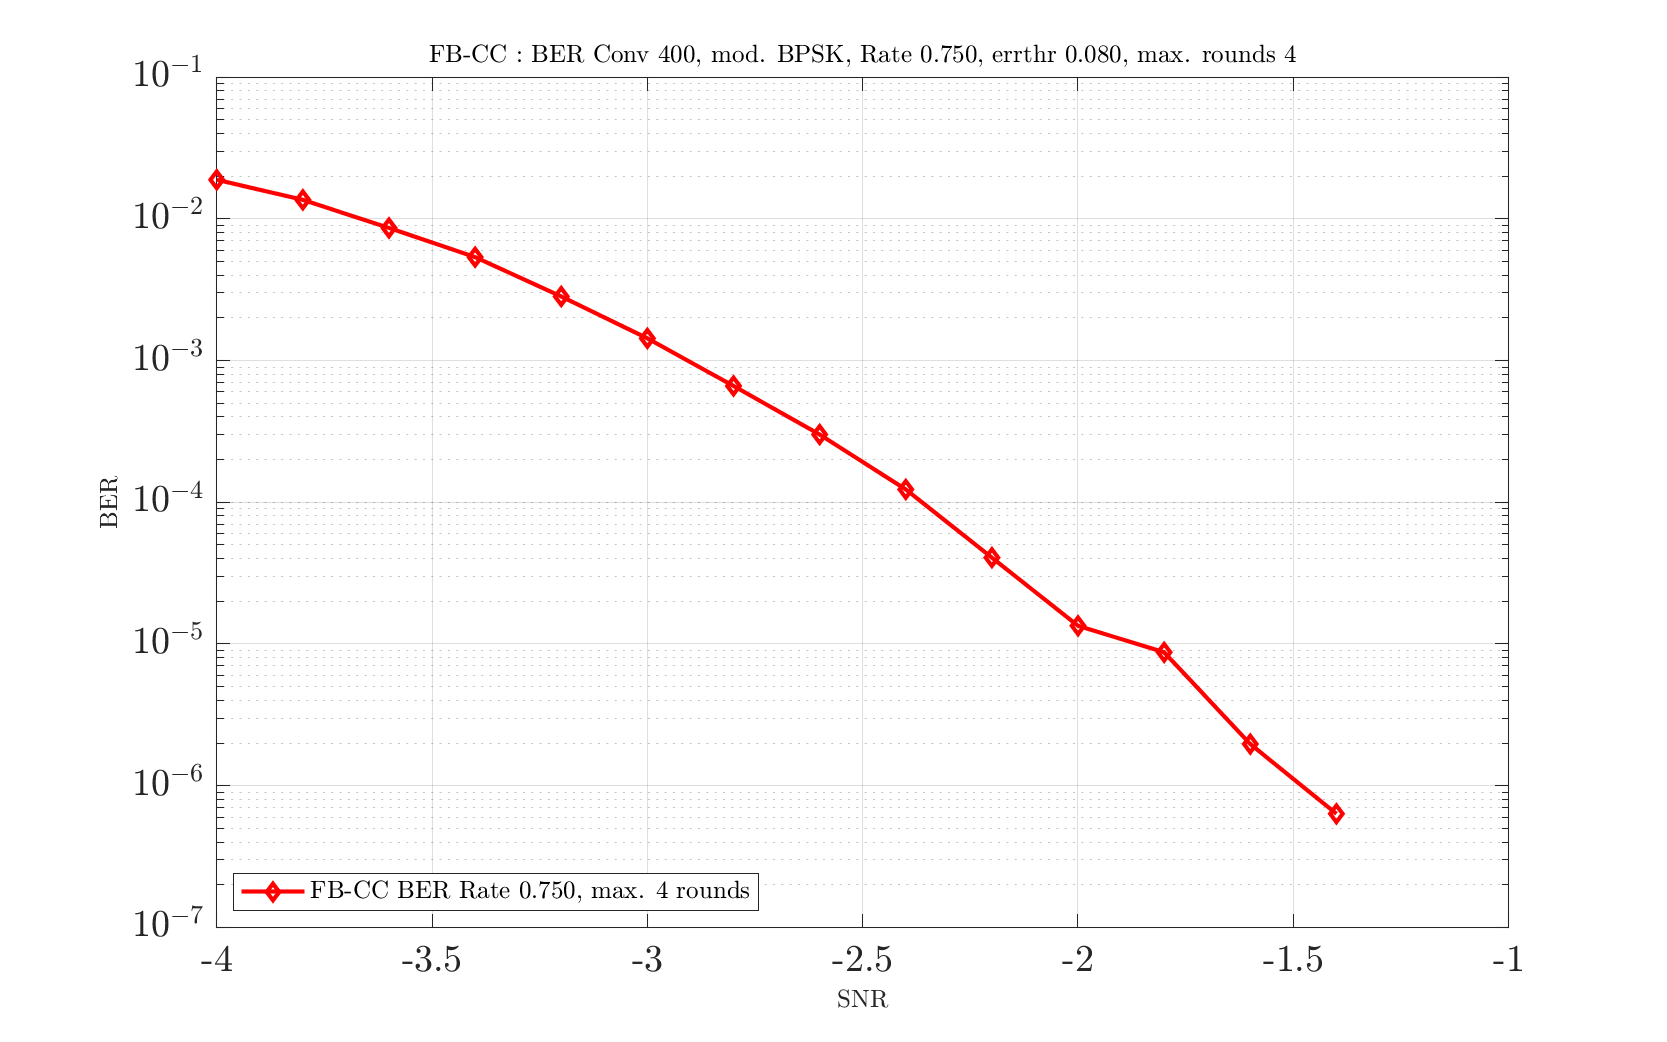 FB-CC : BER Conv 400, mod. BPSK, Rate 0.750, errthr 0.080, max. rounds 4
10⁻¹
10⁻²
10⁻³
10⁻⁴
10⁻⁵
10⁻⁶
10⁻⁷
BER
FB-CC BER Rate 0.750, max. 4 rounds
-4 -3.5 -3 -2.5 -2 -1.5 -1
SNR